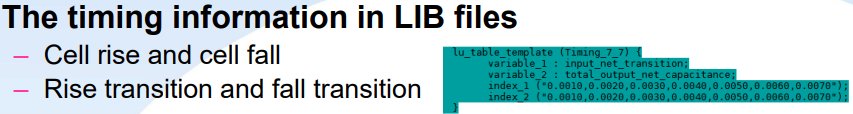 The timing information in LIB files
– Cell rise and cell fall
– Rise transition and fall transition
lu_table_template (Timing_7_7) {
variable_1 : input_net_transition;
variable_2 : total_output_net_capacitance;
index_1 ("0.0010,0.0020,0.0030,0.0040,0.0050,0.0060,0.0070");
index_2 ("0.0010,0.0020,0.0030,0.0040,0.0050,0.0060,0.0070");
}